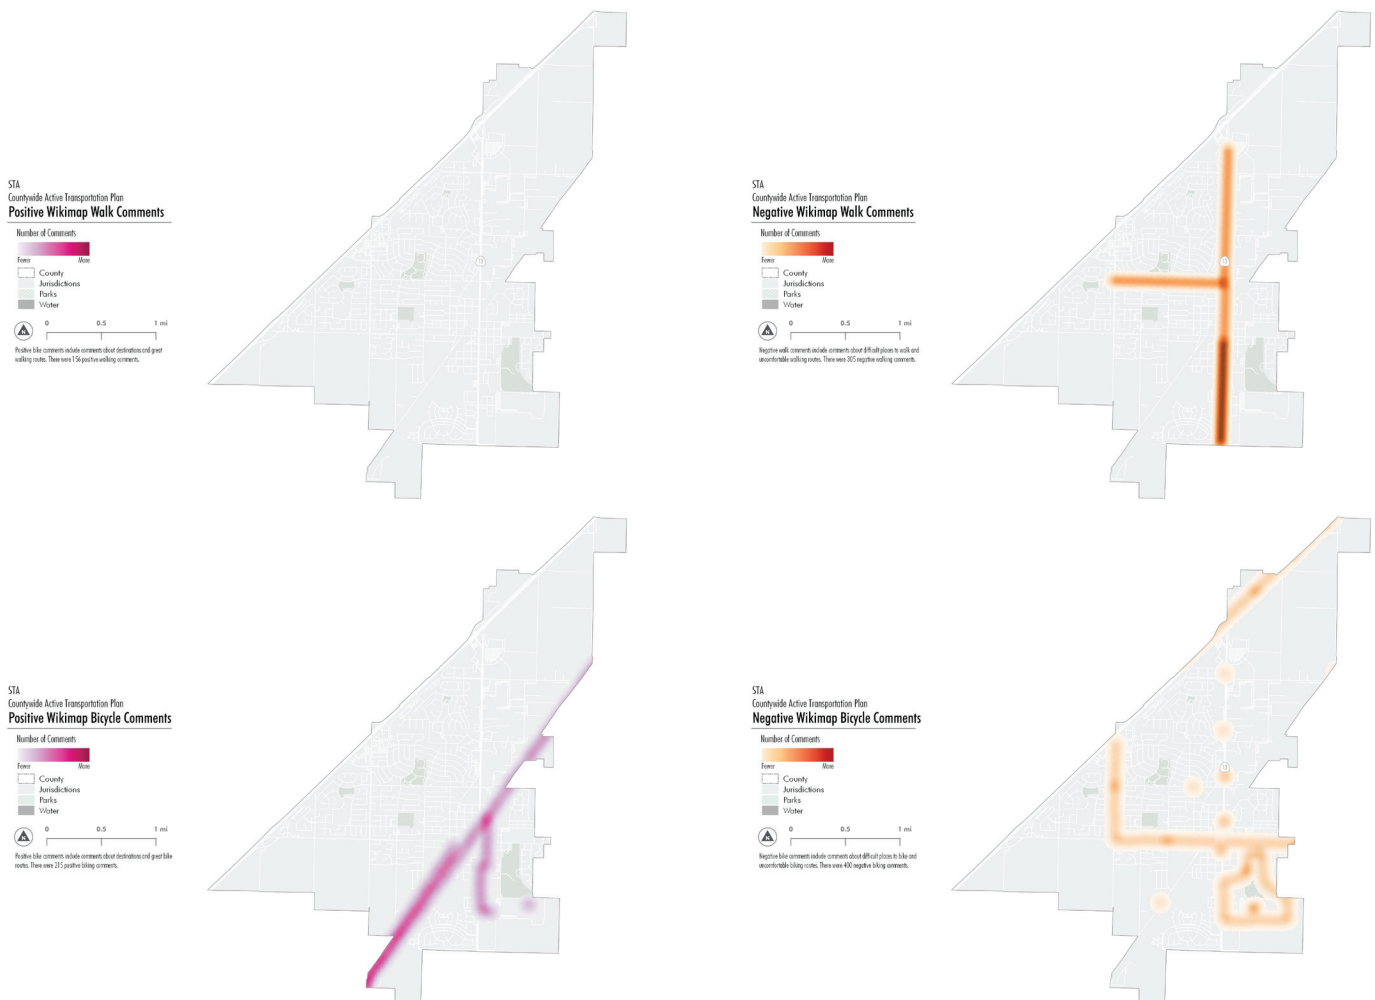 STA
Countywide Active Transportation Plan
Positive Wikimap Walk Comments
Number of Comments
Fewer More
County
Jurisdictions
Parks
Water
N
0 0.5 1 mi
Positive bike comments include comments about destinations and great
walking routes. There were 156 positive walking comments.
STA
Countywide Active Transportation Plan
Negative Wikimap Walk Comments
Number of Comments
Fewer More
County
Jurisdictions
Parks
Water
N
0 0.5 1 mi
Negative walk comments include comments about difficult places to walk and
uncomfortable walking routes. There were 305 negative walking comments.
STA
Countywide Active Transportation Plan
Positive Wikimap Bicycle Comments
Number of Comments
Fewer More
County
Jurisdictions
Parks
Water
N
0 0.5 1 mi
Positive bike comments include comments about destinations and great bike
routes. There were 215 positive biking comments.
STA
Countywide Active Transportation Plan
Negative Wikimap Bicycle Comments
Number of Comments
Fewer More
County
Jurisdictions
Parks
Water
N
0 0.5 1 mi
Negative bike comments include comments about difficult places to bike and
uncomfortable biking routes. There were 400 negative biking comments.